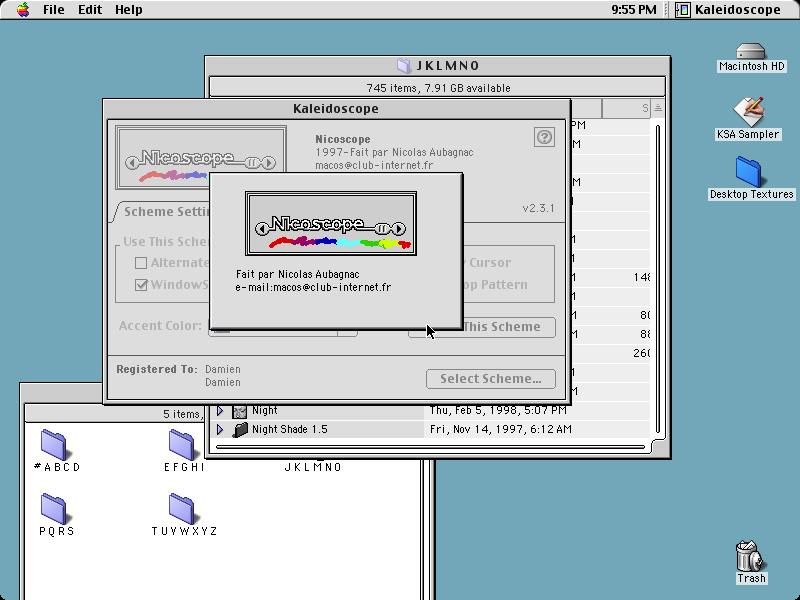 File Edit Help
9:55 PM
Kaleidoscope
Macintosh HD
KSA Sampler
Desktop Textures
Trash
JKLMNO
745 items, 7.91 GB available
S
PM
M
M
M
M
M 148
M
M 80
M 88
260
M
M
Night Thu, Feb 5, 1998, 5:07 PM
Night Shade 1.5 Fri, Nov 14, 1997, 6:12 AM
Kaleidoscope
Nicoscope
Nicoscope
1997-Fait par Nicolas Aubagnac
macos@club-internet.fr
?
v2.3.1
Scheme Settin
Use This Scher
Alternate
WindowS
Cursor
op Pattern
Accent Color:
This Scheme
Registered To: Damien
Damien
Select Scheme...
Nicoscope
Fait par Nicolas Aubagnac
e-mail:macos@club-internet.fr
5 items,
#ABCD
EFGHI
JKLMNO
PQRS
TUVWXYZ